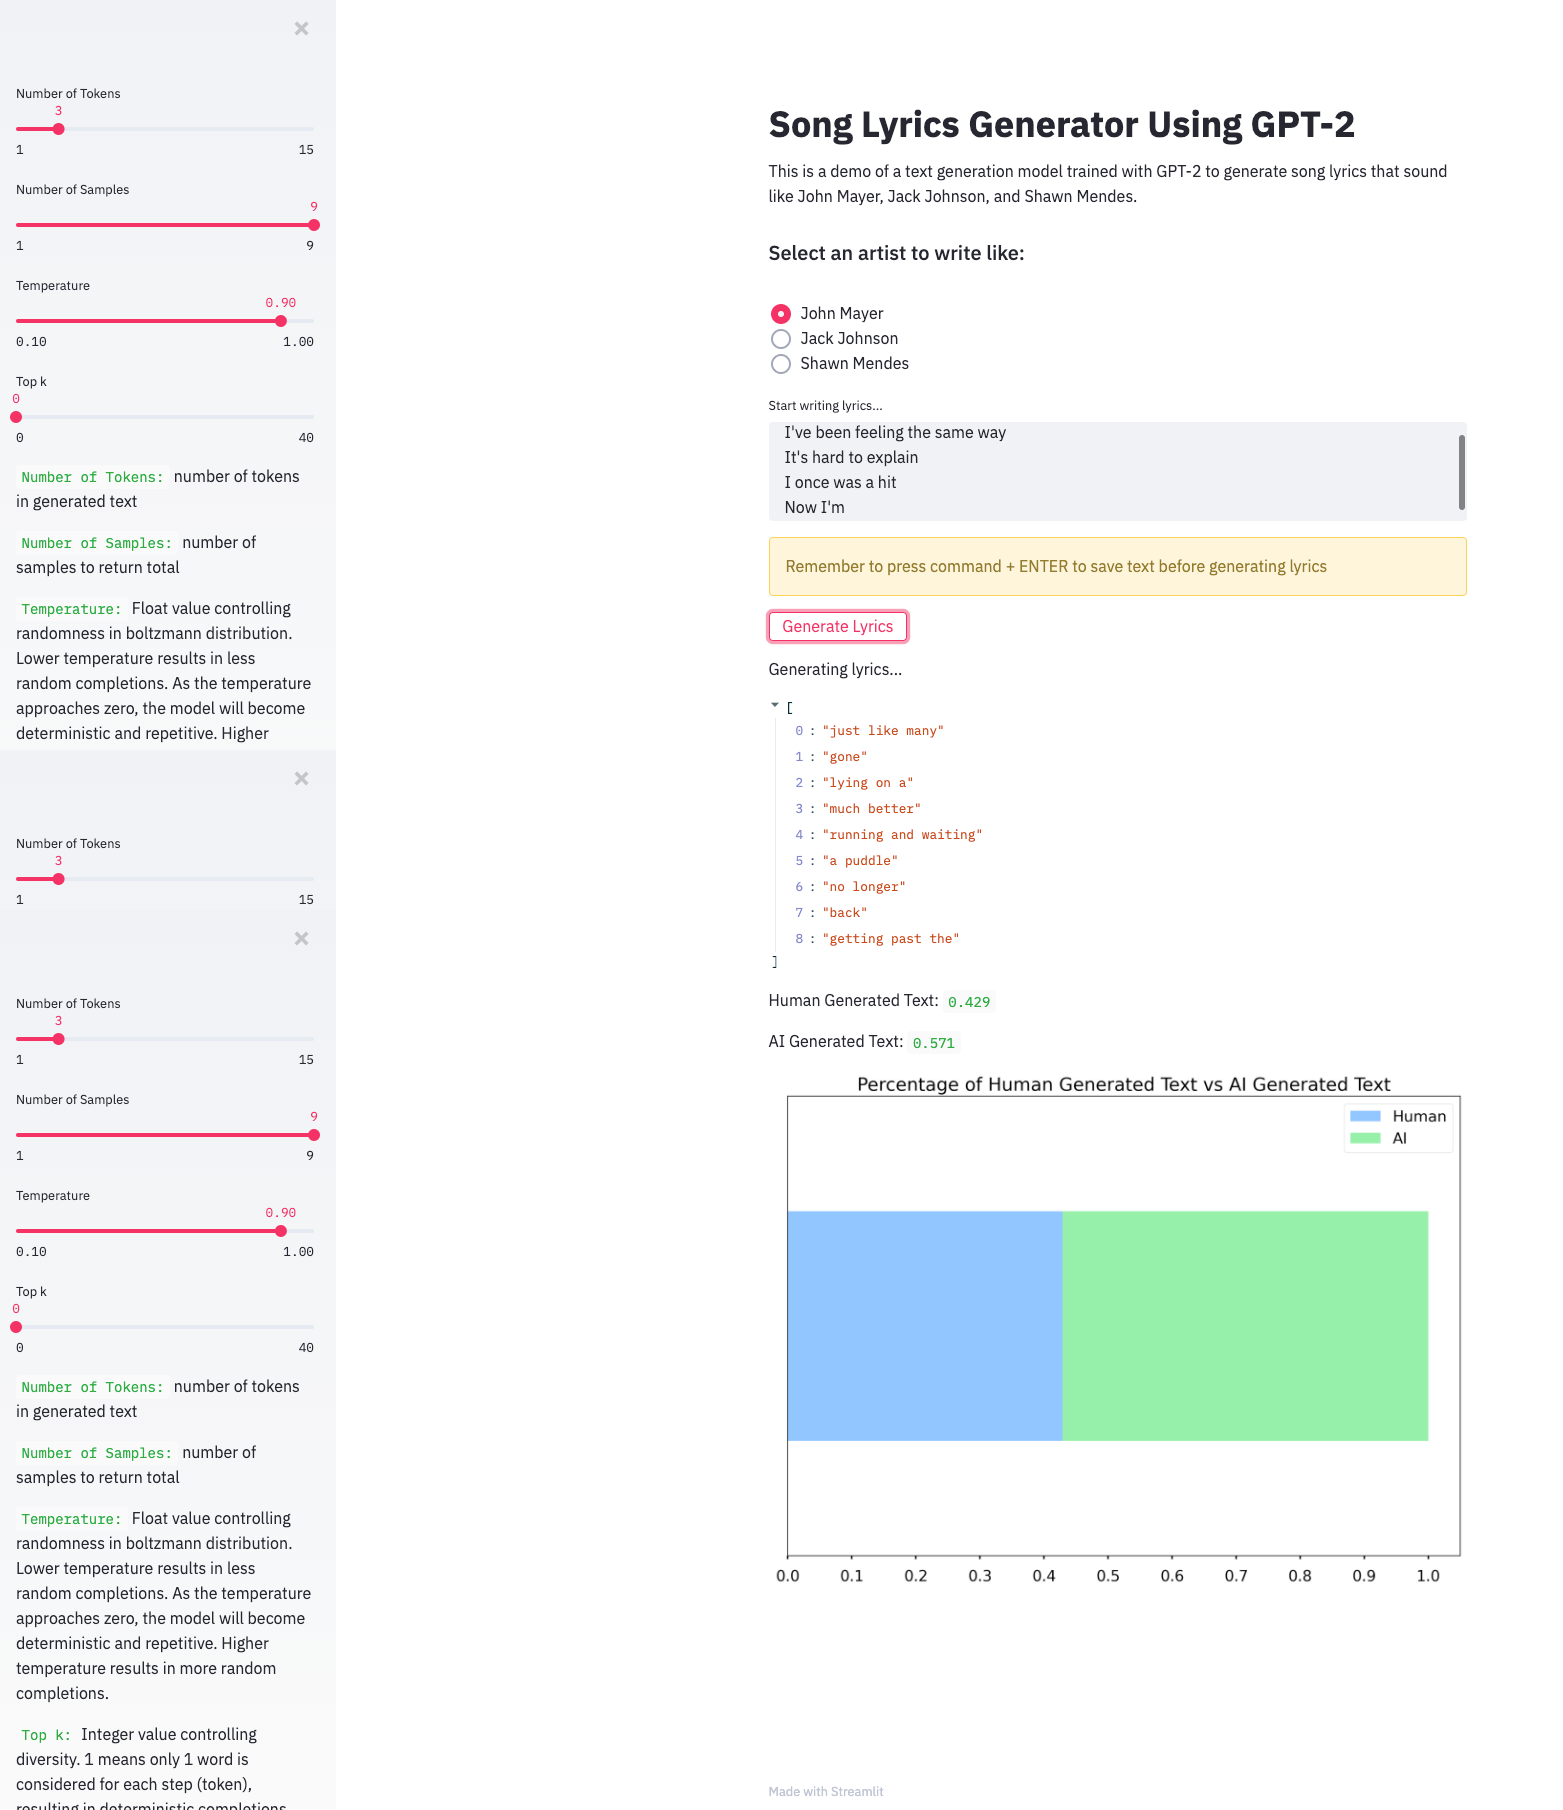 ×
Number of Tokens
3
1 15
Number of Samples
9
1 9
Temperature
0.90
0.10 1.00
Top k
0
0 40
Number of Tokens: number of tokens
in generated text
Number of Samples: number of
samples to return total
Temperature: Float value controlling
randomness in boltzmann distribution.
Lower temperature results in less
random completions. As the temperature
approaches zero, the model will become
deterministic and repetitive. Higher
×
Number of Tokens
3
1 15
×
Number of Tokens
3
1 15
Number of Samples
9
1 9
Temperature
0.90
0.10 1.00
Top k
0
0 40
Number of Tokens: number of tokens
in generated text
Number of Samples: number of
samples to return total
Temperature: Float value controlling
randomness in boltzmann distribution.
Lower temperature results in less
random completions. As the temperature
approaches zero, the model will become
deterministic and repetitive. Higher
temperature results in more random
completions.
Top k: Integer value controlling
diversity. 1 means only 1 word is
considered for each step (token),
resulting in deterministic completions
Song Lyrics Generator Using GPT-2
This is a demo of a text generation model trained with GPT-2 to generate song lyrics that sound
like John Mayer, Jack Johnson, and Shawn Mendes.
Select an artist to write like:
John Mayer
Jack Johnson
Shawn Mendes
Start writing lyrics...
I've been feeling the same way
It's hard to explain
I once was a hit
Now I'm
Remember to press command + ENTER to save text before generating lyrics
Generate Lyrics
Generating lyrics...
[
0 : "just like many"
1 : "gone"
2 : "lying on a"
3 : "much better"
4 : "running and waiting"
5 : "a puddle"
6 : "no longer"
7 : "back"
8 : "getting past the"
]
Human Generated Text: 0.429
AI Generated Text: 0.571
Percentage of Human Generated Text vs AI Generated Text
Human
AI
0.0 0.1 0.2 0.3 0.4 0.5 0.6 0.7 0.8 0.9 1.0
Made with Streamlit